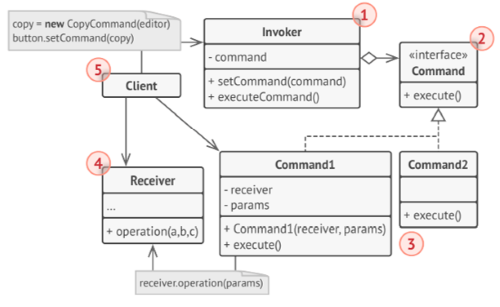 copy = new CopyCommand(editor)
button.setCommand(copy)
1
Invoker
- command
+ setCommand(command)
+ executeCommand()
2
«interface»
Command
+ execute()
5
Client
4
Receiver
...
+ operation(a,b,c)
Command1
- receiver
- params
+ Command1(receiver, params)
+ execute()
3
Command2
+ execute()
receiver.operation(params)